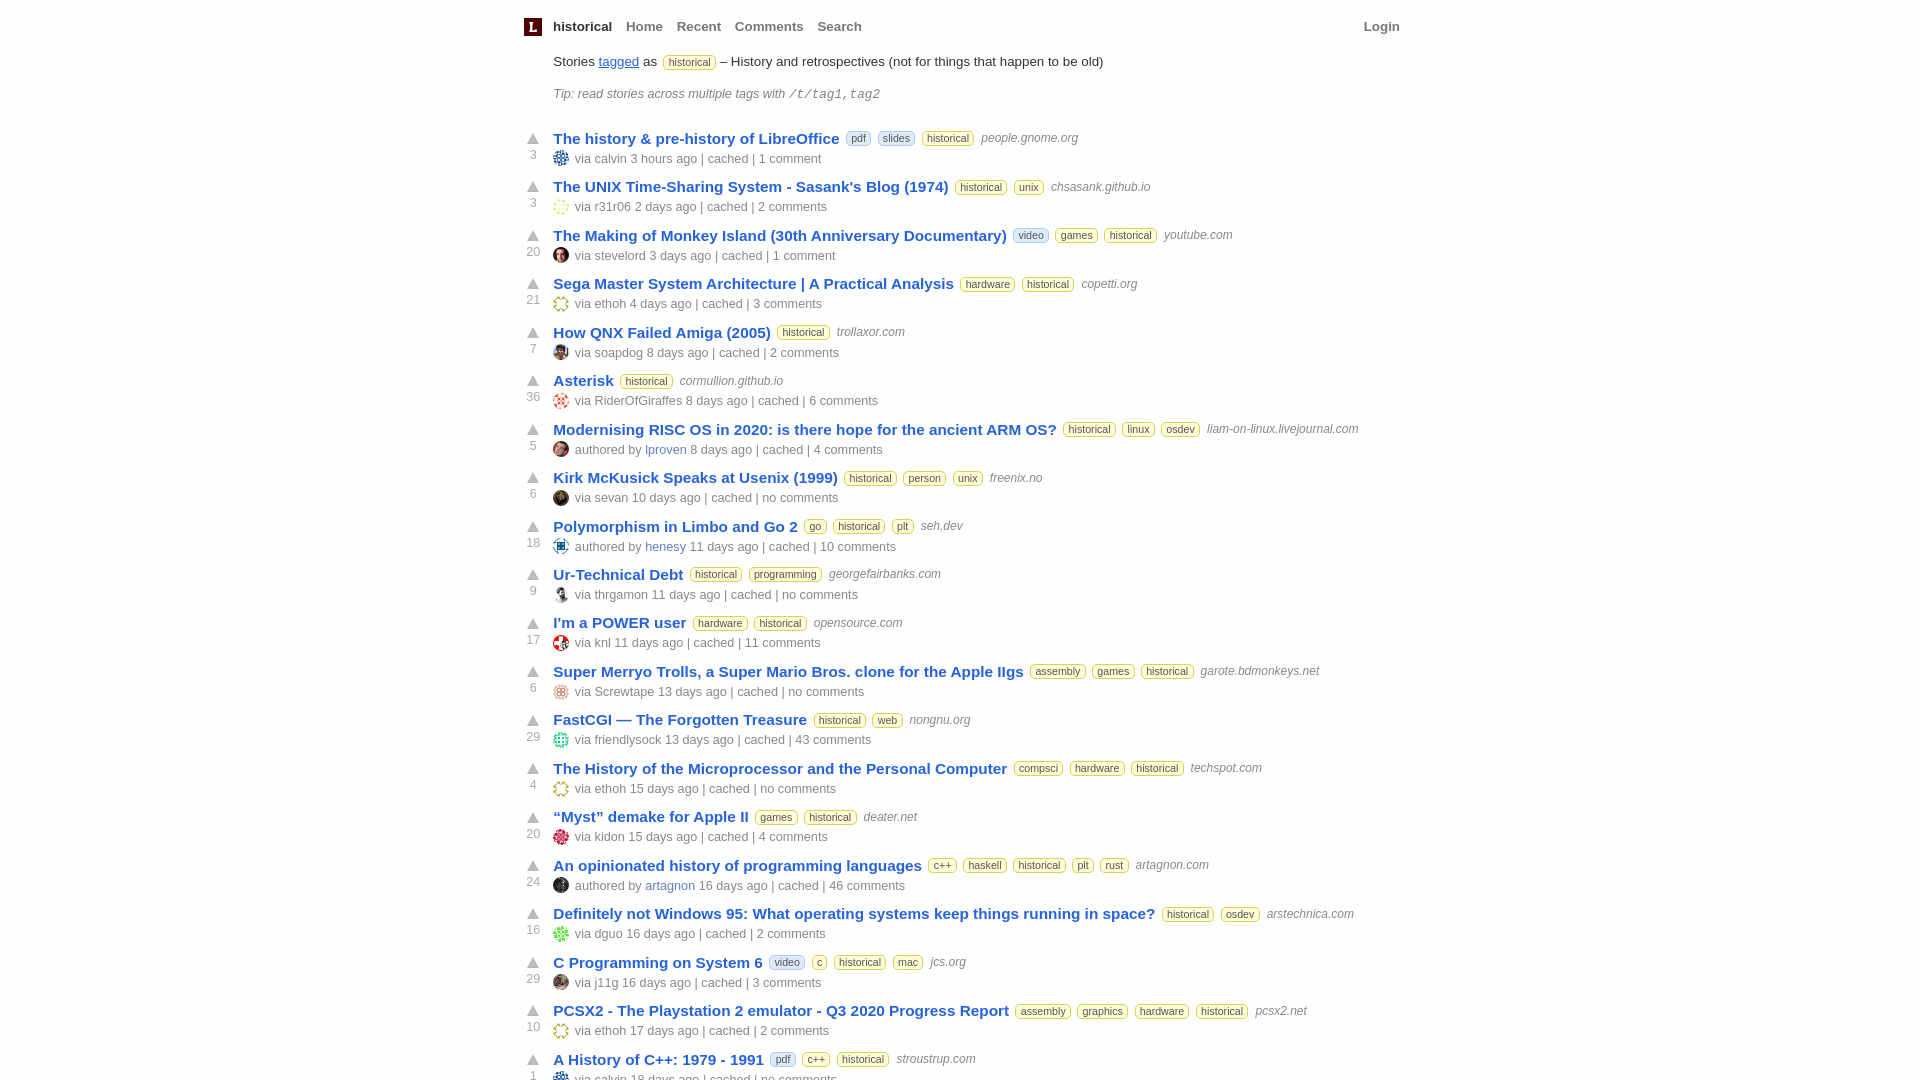 L historical Home Recent Comments Search Login
Stories tagged as historical – History and retrospectives (not for things that happen to be old)
Tip: read stories across multiple tags with /t/tag1,tag2
The history & pre-history of LibreOffice pdf slides historical people.gnome.org
3 via calvin 3 hours ago | cached | 1 comment
The UNIX Time-Sharing System - Sasank's Blog (1974) historical unix chsasank.github.io
3 via r31r06 2 days ago | cached | 2 comments
The Making of Monkey Island (30th Anniversary Documentary) video games historical youtube.com
20 via stevelord 3 days ago | cached | 1 comment
Sega Master System Architecture | A Practical Analysis hardware historical copetti.org
21 via ethoh 4 days ago | cached | 3 comments
How QNX Failed Amiga (2005) historical trollaxor.com
7 via soapdog 8 days ago | cached | 2 comments
Asterisk historical cormullion.github.io
36 via RiderOfGiraffes 8 days ago | cached | 6 comments
Modernising RISC OS in 2020: is there hope for the ancient ARM OS? historical linux osdev liam-on-linux.livejournal.com
5 authored by lproven 8 days ago | cached | 4 comments
Kirk McKusick Speaks at Usenix (1999) historical person unix freenix.no
6 via sevan 10 days ago | cached | no comments
Polymorphism in Limbo and Go 2 go historical plt seh.dev
18 authored by henesy 11 days ago | cached | 10 comments
Ur-Technical Debt historical programming georgefairbanks.com
9 via thrgamon 11 days ago | cached | no comments
I'm a POWER user hardware historical opensource.com
17 via knl 11 days ago | cached | 11 comments
Super Merryo Trolls, a Super Mario Bros. clone for the Apple IIgs assembly games historical garote.bdmonkeys.net
6 via Screwtape 13 days ago | cached | no comments
FastCGI — The Forgotten Treasure historical web nongnu.org
29 via friendlysock 13 days ago | cached | 43 comments
The History of the Microprocessor and the Personal Computer compsci hardware historical techspot.com
4 via ethoh 15 days ago | cached | no comments
“Myst” demake for Apple II games historical deater.net
20 via kidon 15 days ago | cached | 4 comments
An opinionated history of programming languages c++ haskell historical plt rust artagnon.com
24 authored by artagnon 16 days ago | cached | 46 comments
Definitely not Windows 95: What operating systems keep things running in space? historical osdev arstechnica.com
16 via dguo 16 days ago | cached | 2 comments
C Programming on System 6 video c historical mac jcs.org
29 via j11g 16 days ago | cached | 3 comments
PCSX2 - The Playstation 2 emulator - Q3 2020 Progress Report assembly graphics hardware historical pcsx2.net
10 via ethoh 17 days ago | cached | 2 comments
A History of C++: 1979 - 1991 pdf c++ historical stroustrup.com
1 via calvin 18 days ago | cached | no comments